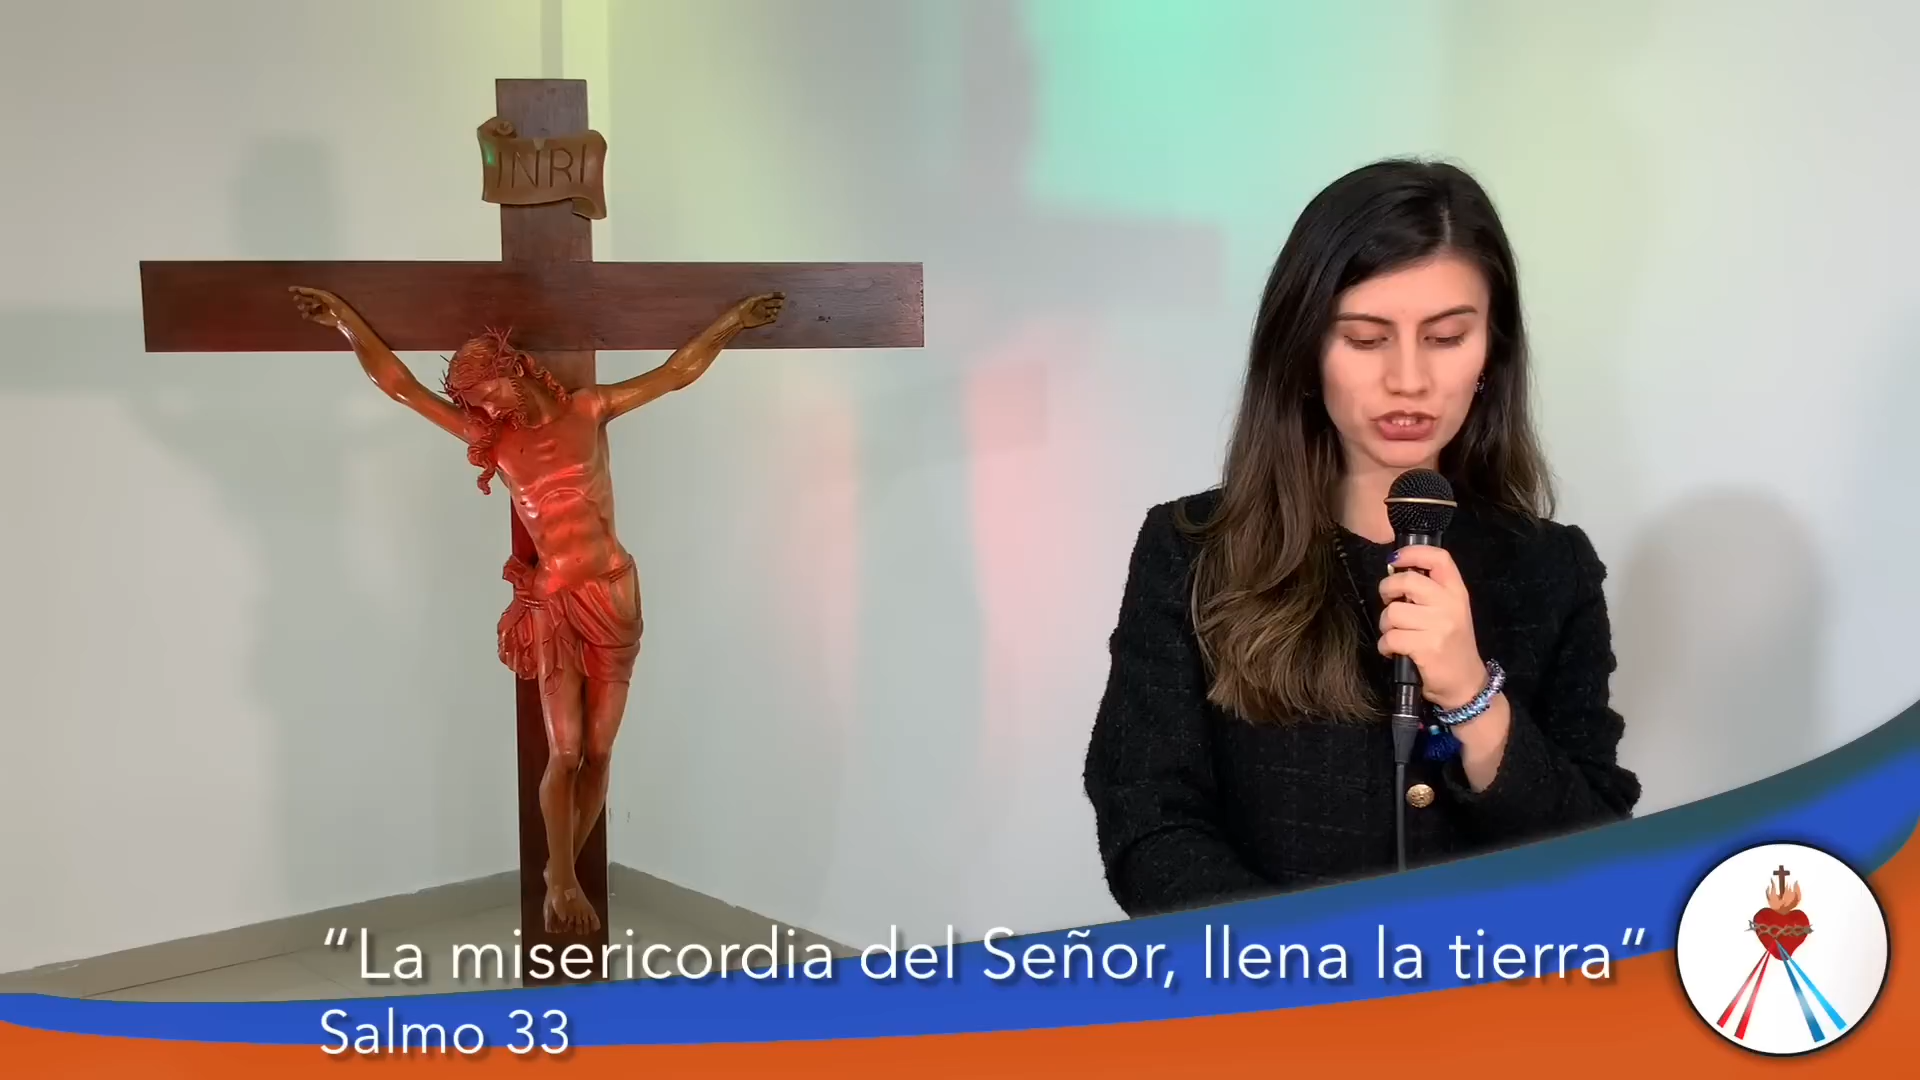 INRI
“La misericordia del Señor, llena la tierra”
Salmo 33